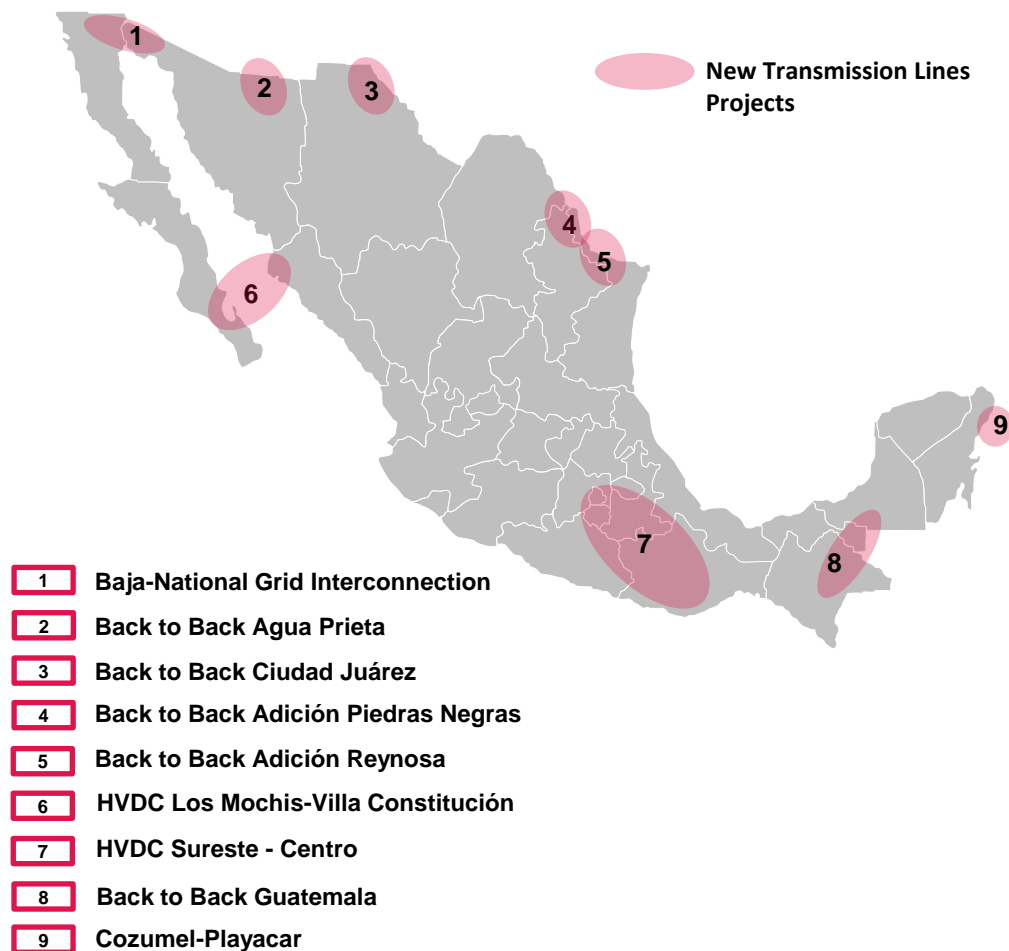 1
2
3
New Transmission Lines
Projects
4
5
6
9
7
8
1 Baja-National Grid Interconnection
2 Back to Back Agua Prieta
3 Back to Back Ciudad Juárez
4 Back to Back Adición Piedras Negras
5 Back to Back Adición Reynosa
6 HVDC Los Mochis-Villa Constitución
7 HVDC Sureste - Centro
8 Back to Back Guatemala
9 Cozumel-Playacar